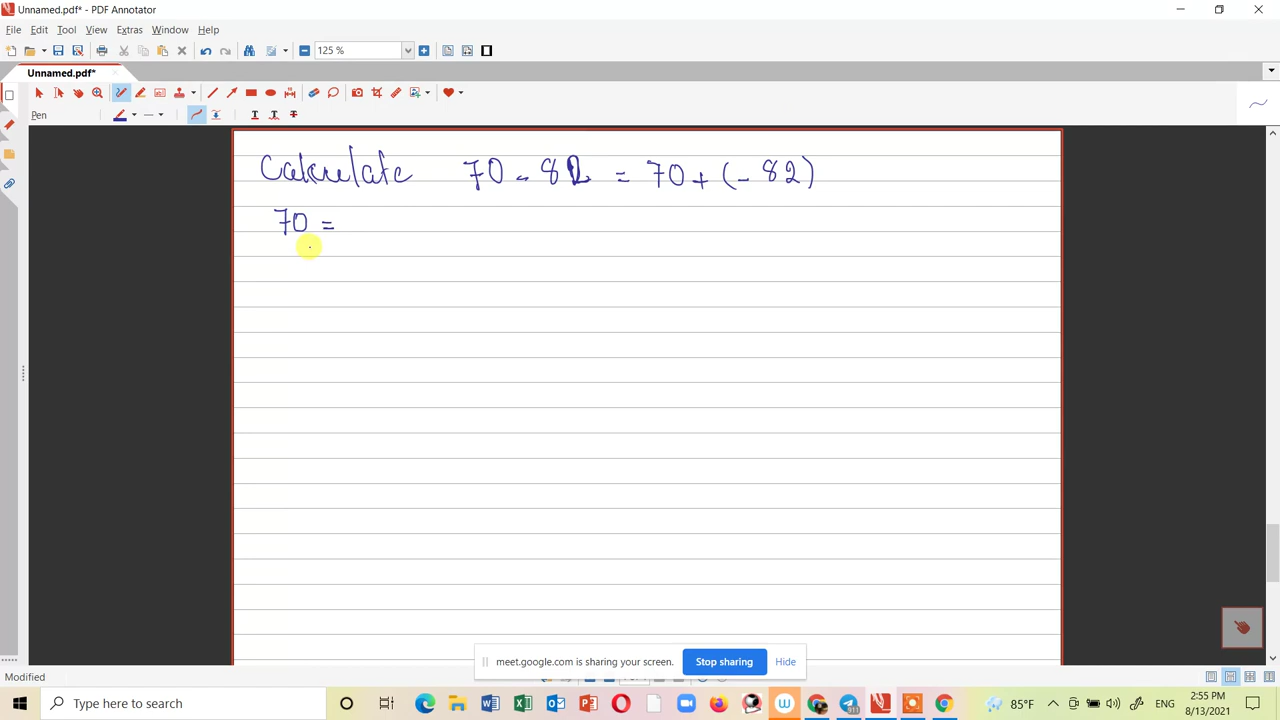 Unnamed.pdf* - PDF Annotator
File Edit Tool View Extras Window Help
125 %
Unnamed.pdf*
Pen
Calculate 70 - 82 = 70 + (- 82)
70 =
meet.google.com is sharing your screen. Stop sharing Hide
Modified
Type here to search
85°F ENG 2:55 PM
8/13/2021